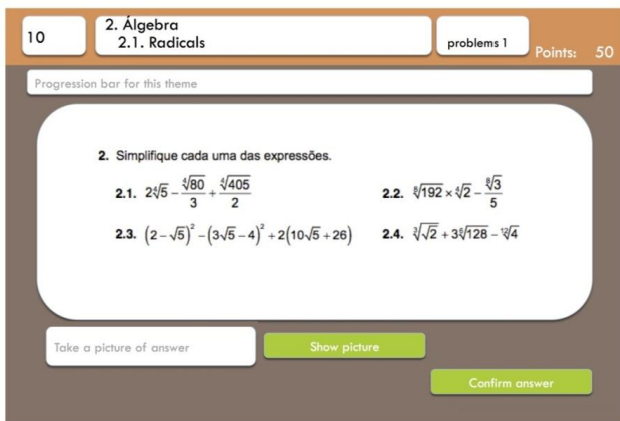 10
2. Álgebra
2.1. Radicals
problems 1
Points: 50
Progression bar for this theme
2. Simplifique cada uma das expressões.
2.1. 2∜5 − ∜80/3 + ∜405/2
2.2. ⁸√192 × ∜2 − ⁸√3/5
2.3. (2 − √5)² − (3√5 − 4)² + 2(10√5 + 26)
2.4. ∛√2 + 3⁶√128 − ¹²√4
Take a picture of answer
Show picture
Confirm answer